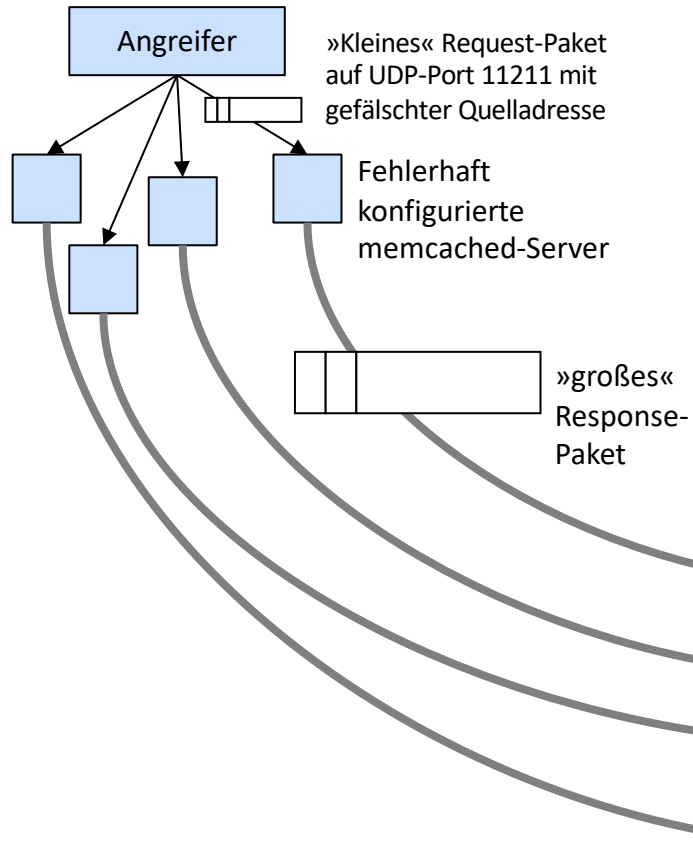 Angreifer
»Kleines« Request-Paket
auf UDP-Port 11211 mit
gefälschter Quelladresse
Fehlerhaft
konfigurierte
memcached-Server
»großes«
Response-
Paket